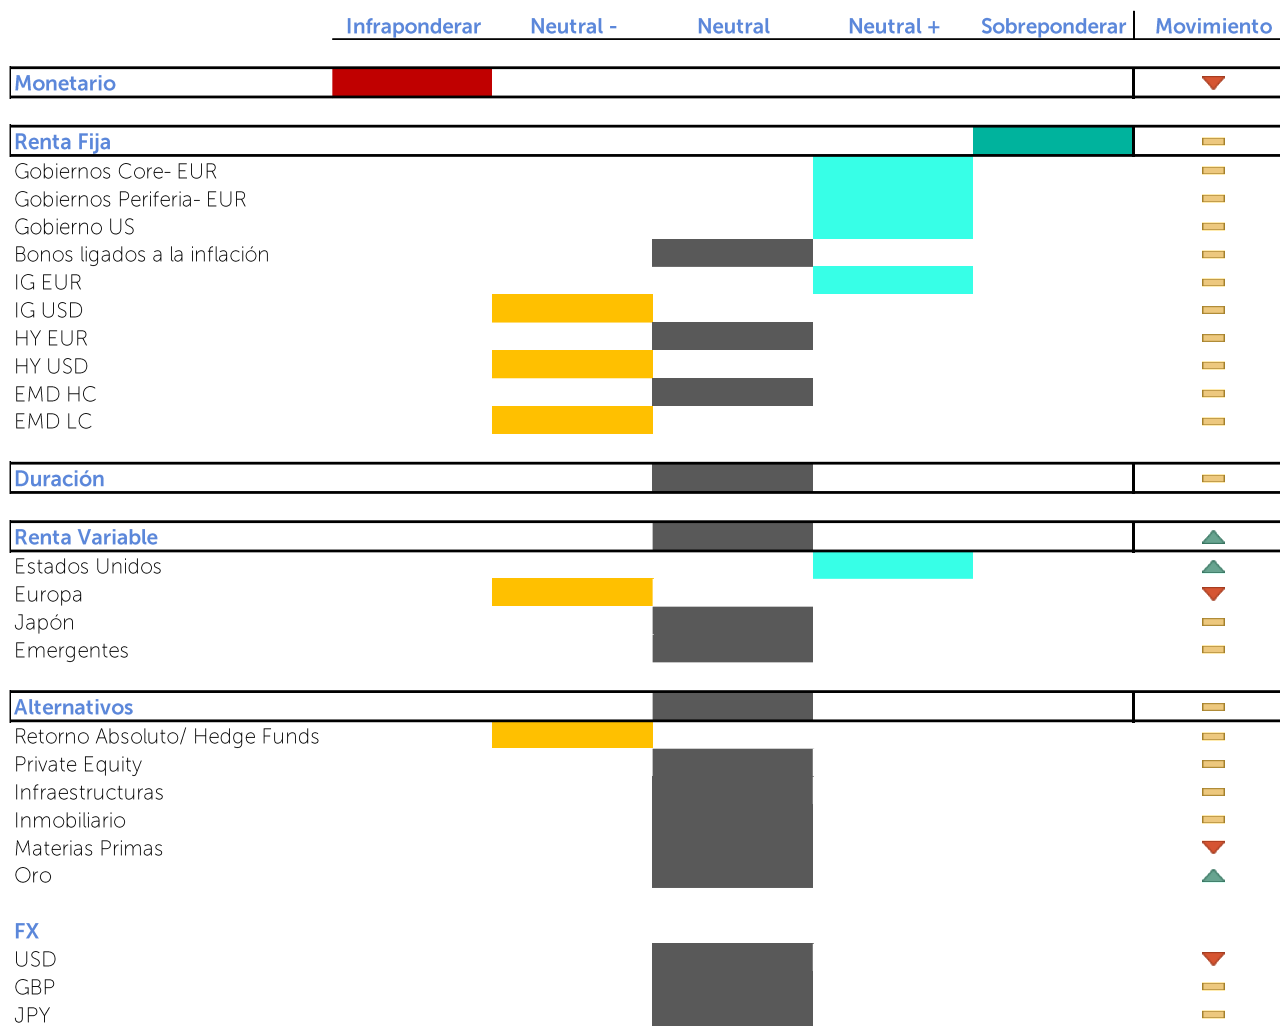 Infraponderar Neutral - Neutral Neutral + Sobreponderar Movimiento
Monetario
Renta Fija
Gobiernos Core- EUR
Gobiernos Periferia- EUR
Gobierno US
Bonos ligados a la inflación
IG EUR
IG USD
HY EUR
HY USD
EMD HC
EMD LC
Duración
Renta Variable
Estados Unidos
Europa
Japón
Emergentes
Alternativos
Retorno Absoluto/ Hedge Funds
Private Equity
Infraestructuras
Inmobiliario
Materias Primas
Oro
FX
USD
GBP
JPY